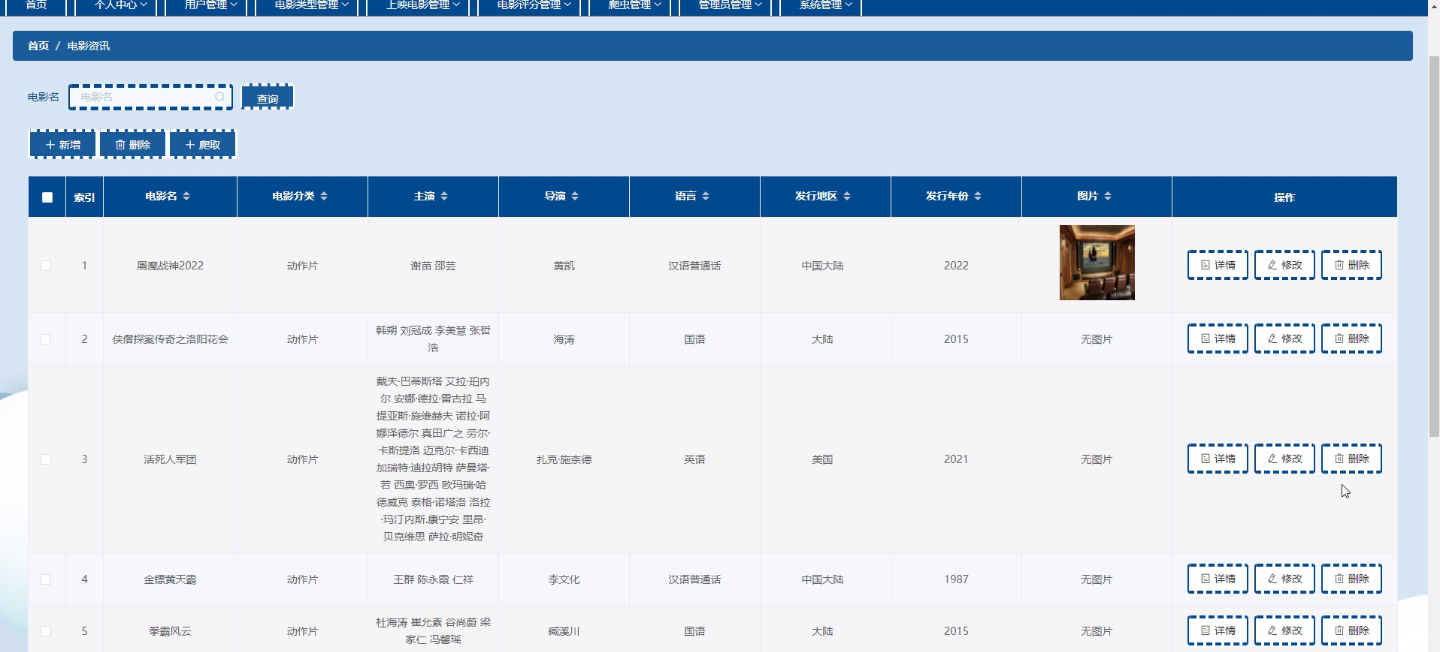 首页 个人中心 用户管理 电影类型管理 上映电影管理 电影评分管理 爬虫管理 管理员管理 系统管理
首页 / 电影资讯
电影名 电影名 查询
新增 删除 爬取
索引 电影名 电影分类 主演 导演 语言 发行地区 发行年份 图片 操作
1 屠魔战神2022 动作片 谢苗 邵芸 黄凯 汉语普通话 中国大陆 2022 详情 修改 删除
2 侠僧探案传奇之洛阳花会 动作片 韩朔 刘冠成 李美慧 张哲
浩 海涛 国语 大陆 2015 无图片 详情 修改 删除
3 活死人军团 动作片 戴夫·巴蒂斯塔 艾拉·珀内
尔 安娜·德拉·雷古拉 马
提亚斯·施维赫夫 诺拉·阿
娜泽德尔 真田广之 劳尔·
卡斯提洛 迈克尔·卡西迪
加瑞特·迪拉胡特 萨曼塔·
若 西奥·罗西 欧玛瑞·哈
德威克 泰格·诺塔洛 洛拉
·玛汀内斯.康宁安 里昂·
贝克维思 萨拉·明妮奇 扎克·施奈德 英语 美国 2021 无图片 详情 修改 删除
4 金镖黄天霸 动作片 王群 陈永霞 仁祥 李文化 汉语普通话 中国大陆 1987 无图片 详情 修改 删除
5 拳霸风云 动作片 杜海涛 崔允素 谷尚蔚 梁
家仁 冯馨瑶 臧溪川 国语 大陆 2015 无图片 详情 修改 删除